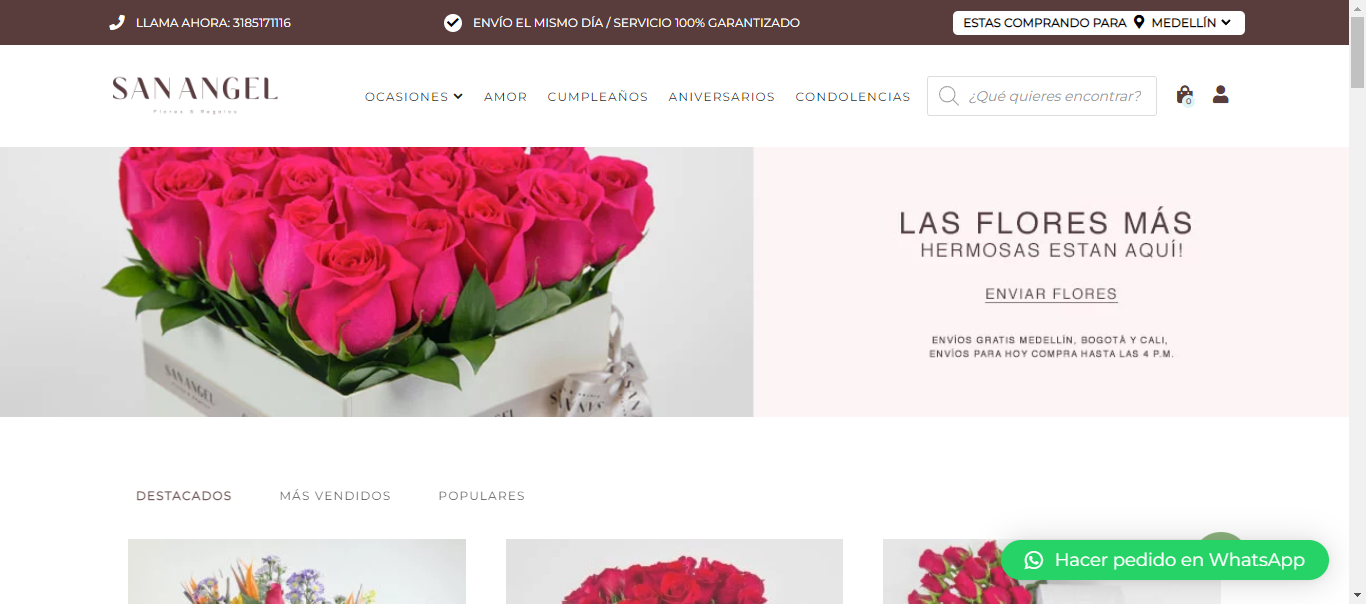 LLAMA AHORA: 3185171116
ENVÍO EL MISMO DÍA / SERVICIO 100% GARANTIZADO
ESTAS COMPRANDO PARA MEDELLÍN
SAN ANGEL
Flores & Regalos
OCASIONES AMOR CUMPLEAÑOS ANIVERSARIOS CONDOLENCIAS
¿Qué quieres encontrar?
0
LAS FLORES MÁS
HERMOSAS ESTAN AQUÍ!
ENVIAR FLORES
ENVÍOS GRATIS MEDELLÍN, BOGOTÁ Y CALI,
ENVÍOS PARA HOY COMPRA HASTA LAS 4 P.M.
SAN ANGEL
DESTACADOS MÁS VENDIDOS POPULARES
Hacer pedido en WhatsApp